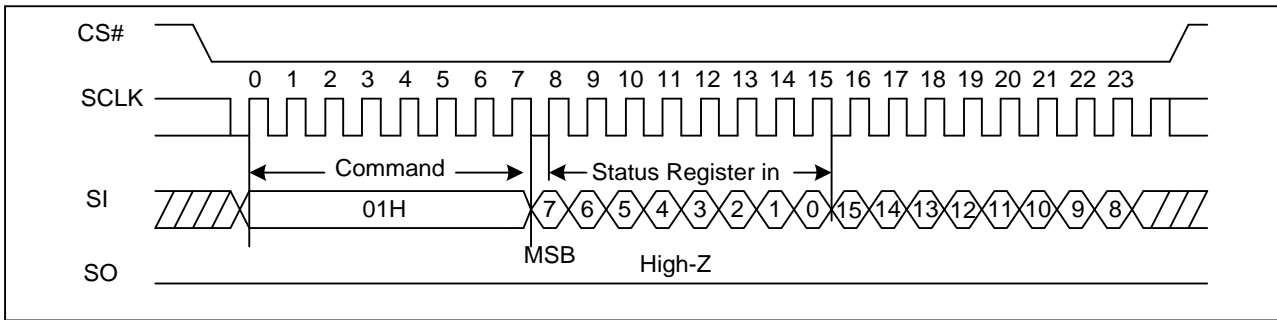 CS#
0 1 2 3 4 5 6 7 8 9 10 11 12 13 14 15 16 17 18 19 20 21 22 23
SCLK
Command
Status Register in
SI
01H
7 6 5 4 3 2 1 0 15 14 13 12 11 10 9 8
MSB
High-Z
SO